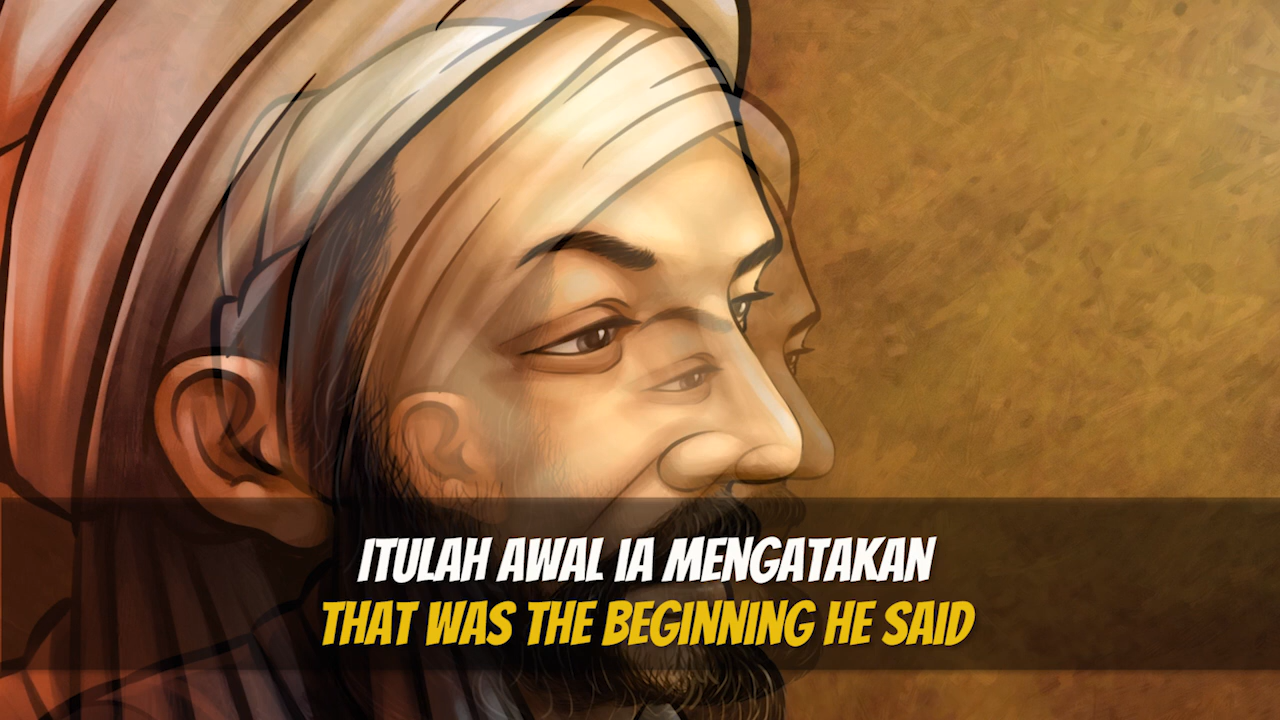 ITULAH AWAL IA MENGATAKAN
THAT WAS THE BEGINNING HE SAID